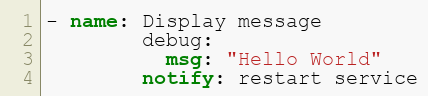 1 - name: Display message
2         debug:
3           msg: "Hello World"
4         notify: restart service